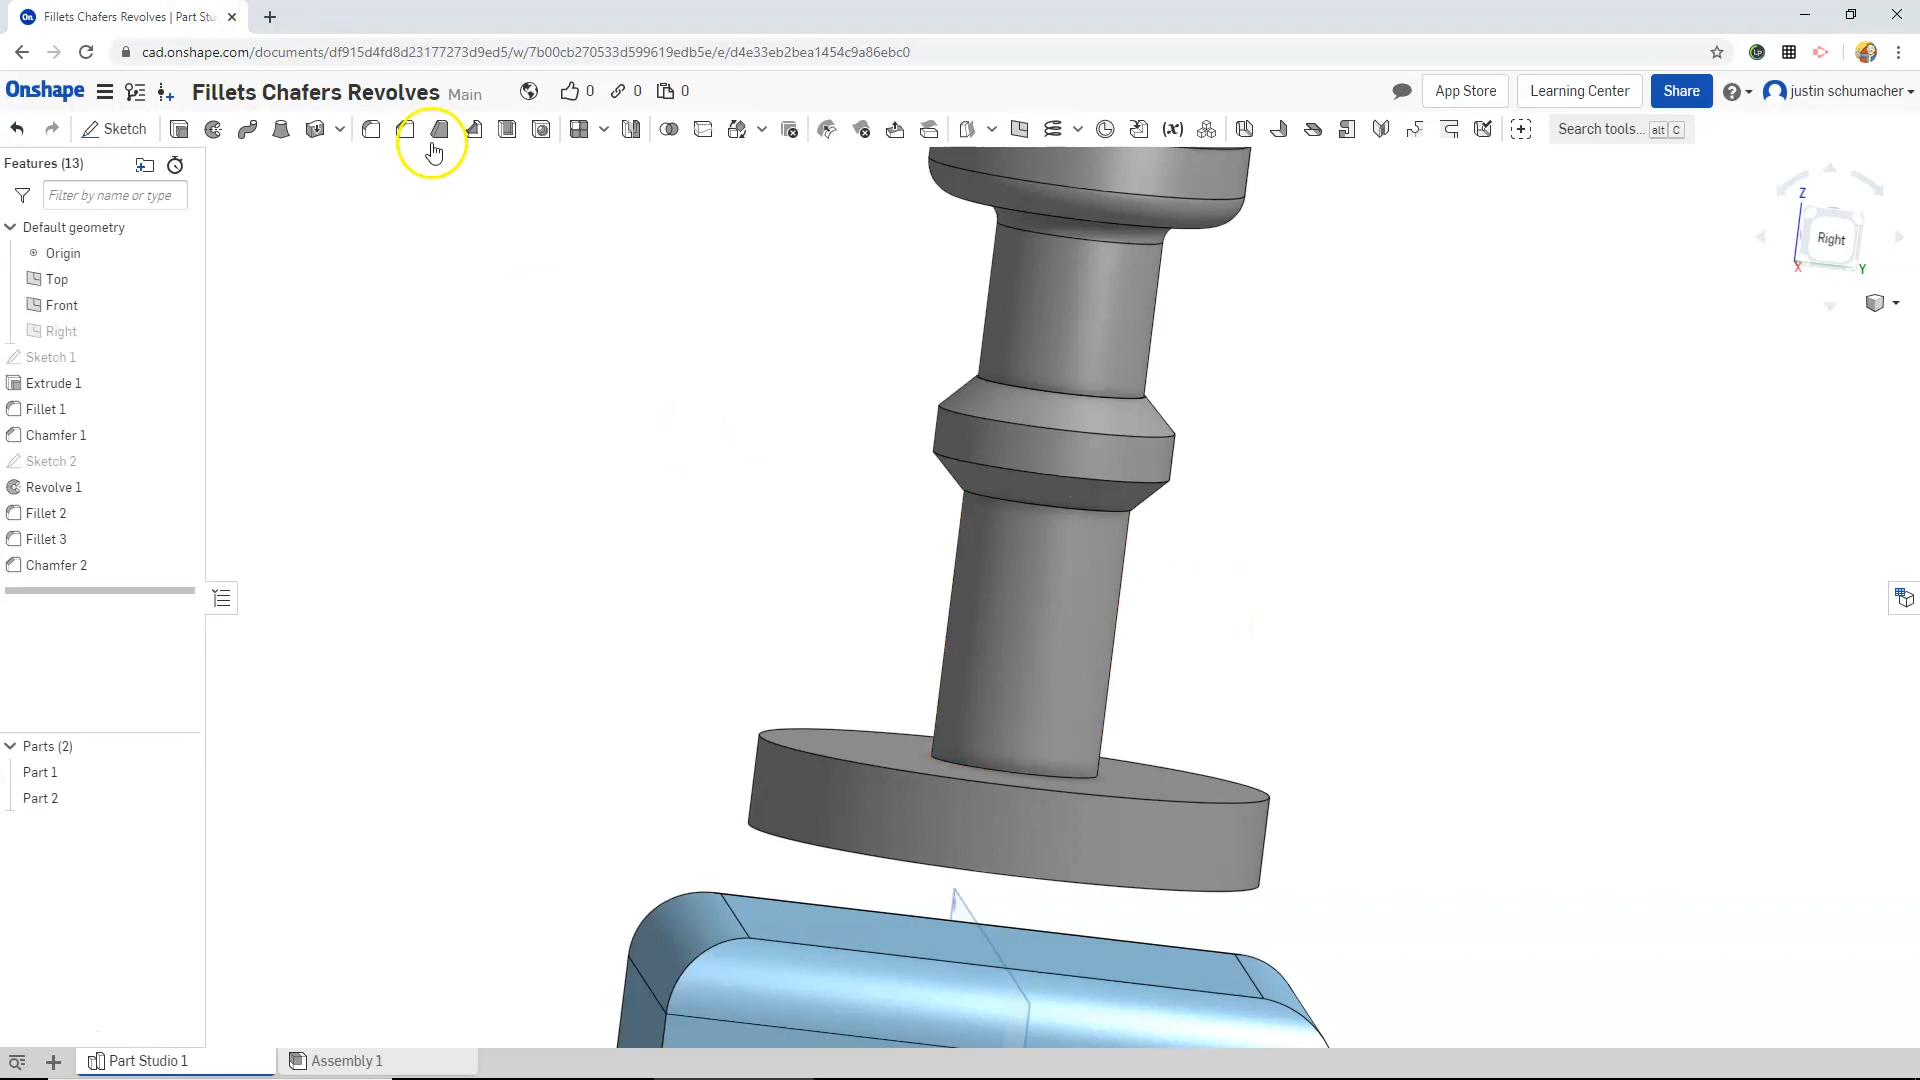 Fillets Chafers Revolves | Part Stu
cad.onshape.com/documents/df915d4fd8d23177273d9ed5/w/7b00cb270533d599619edb5e/e/d4e33eb2bea1454c9a86ebc0
Onshape Fillets Chafers Revolves Main 0 0 0 App Store Learning Center Share justin schumacher
Sketch (x) Search tools... alt C
Features (13)
Filter by name or type
Default geometry
Origin
Top
Front
Right
Sketch 1
Extrude 1
Fillet 1
Chamfer 1
Sketch 2
Revolve 1
Fillet 2
Fillet 3
Chamfer 2
Parts (2)
Part 1
Part 2
Z
Right
X Y
Part Studio 1 Assembly 1